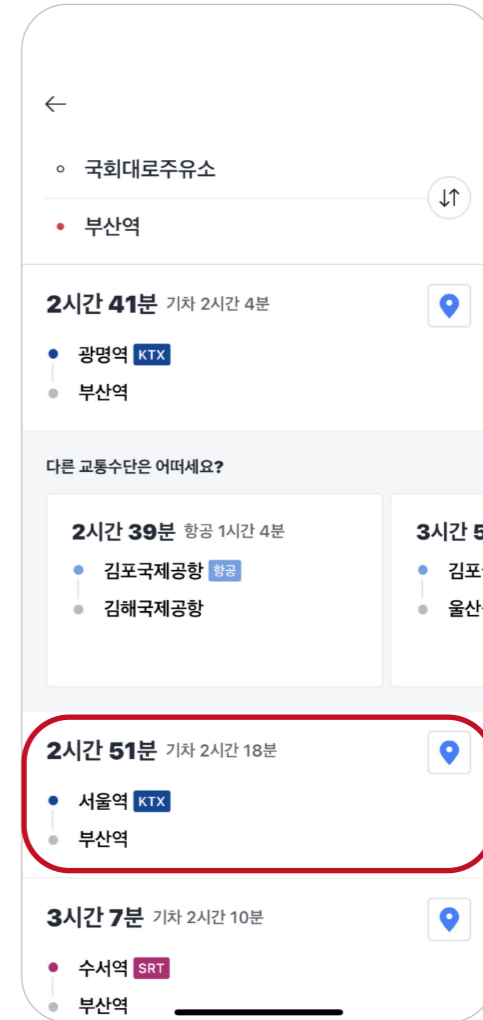 국회대로주유소
부산역
2시간 41분 기차 2시간 4분
광명역 KTX
부산역
다른 교통수단은 어떠세요?
2시간 39분 항공 1시간 4분
김포국제공항 항공
김해국제공항
3시간 5
김포
울산
2시간 51분 기차 2시간 18분
서울역 KTX
부산역
3시간 7분 기차 2시간 10분
수서역 SRT
부산역